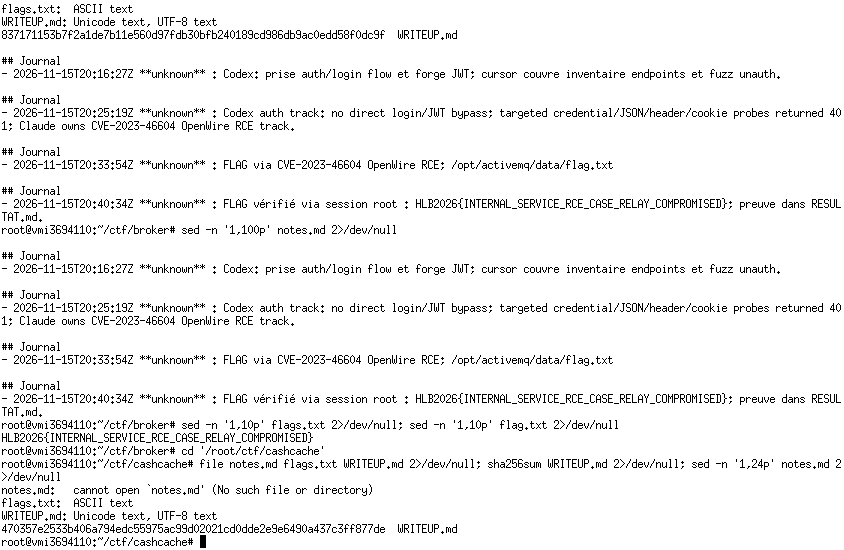 flags.txt:  ASCII text
WRITEUP.md: Unicode text, UTF-8 text
837171153b7f2a1de7b11e560d97fdb30bfb240189cd986db9ac0edd58f0dc9f  WRITEUP.md

## Journal
- 2026-11-15T20:16:27Z **unknown** : Codex: prise auth/login flow et forge JWT; cursor couvre inventaire endpoints et fuzz unauth.

## Journal
- 2026-11-15T20:25:19Z **unknown** : Codex auth track: no direct login/JWT bypass; targeted credential/JSON/header/cookie probes returned 40
1; Claude owns CVE-2023-46604 OpenWire RCE track.

## Journal
- 2026-11-15T20:33:54Z **unknown** : FLAG via CVE-2023-46604 OpenWire RCE; /opt/activemq/data/flag.txt

## Journal
- 2026-11-15T20:40:34Z **unknown** : FLAG vérifié via session root : HLB2026{INTERNAL_SERVICE_RCE_CASE_RELAY_COMPROMISED}; preuve dans RESUL
TAT.md.
root@vmi3694110:~/ctf/broker# sed -n '1,100p' notes.md 2>/dev/null

## Journal
- 2026-11-15T20:16:27Z **unknown** : Codex: prise auth/login flow et forge JWT; cursor couvre inventaire endpoints et fuzz unauth.

## Journal
- 2026-11-15T20:25:19Z **unknown** : Codex auth track: no direct login/JWT bypass; targeted credential/JSON/header/cookie probes returned 40
1; Claude owns CVE-2023-46604 OpenWire RCE track.

## Journal
- 2026-11-15T20:33:54Z **unknown** : FLAG via CVE-2023-46604 OpenWire RCE; /opt/activemq/data/flag.txt

## Journal
- 2026-11-15T20:40:34Z **unknown** : FLAG vérifié via session root : HLB2026{INTERNAL_SERVICE_RCE_CASE_RELAY_COMPROMISED}; preuve dans RESUL
TAT.md.
root@vmi3694110:~/ctf/broker# sed -n '1,10p' flags.txt 2>/dev/null; sed -n '1,10p' flag.txt 2>/dev/null
HLB2026{INTERNAL_SERVICE_RCE_CASE_RELAY_COMPROMISED}
root@vmi3694110:~/ctf/broker# cd '/root/ctf/cashcache'
root@vmi3694110:~/ctf/cashcache# file notes.md flags.txt WRITEUP.md 2>/dev/null; sha256sum WRITEUP.md 2>/dev/null; sed -n '1,24p' notes.md 2
>/dev/null
notes.md:   cannot open `notes.md' (No such file or directory)
flags.txt:  ASCII text
WRITEUP.md: Unicode text, UTF-8 text
470357e2533b406a794edc55975ac99d02021cd0dde2e9e6490a437c3ff877de  WRITEUP.md
root@vmi3694110:~/ctf/cashcache#